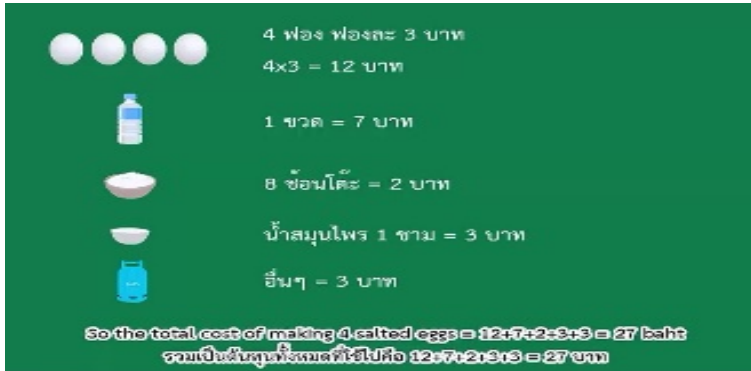 4 ฟอง ฟองละ 3 บาท
4x3 = 12 บาท
1 ขวด = 7 บาท
8 ช้อนโต๊ะ = 2 บาท
น้ำสมุนไพร 1 ชาม = 3 บาท
อื่นๆ = 3 บาท
So the total cost of making 4 salted eggs = 12+7+2+3+3 = 27 baht
รวมเป็นต้นทุนทั้งหมดที่ใช้ไปคือ 12+7+2+3+3 = 27 บาท